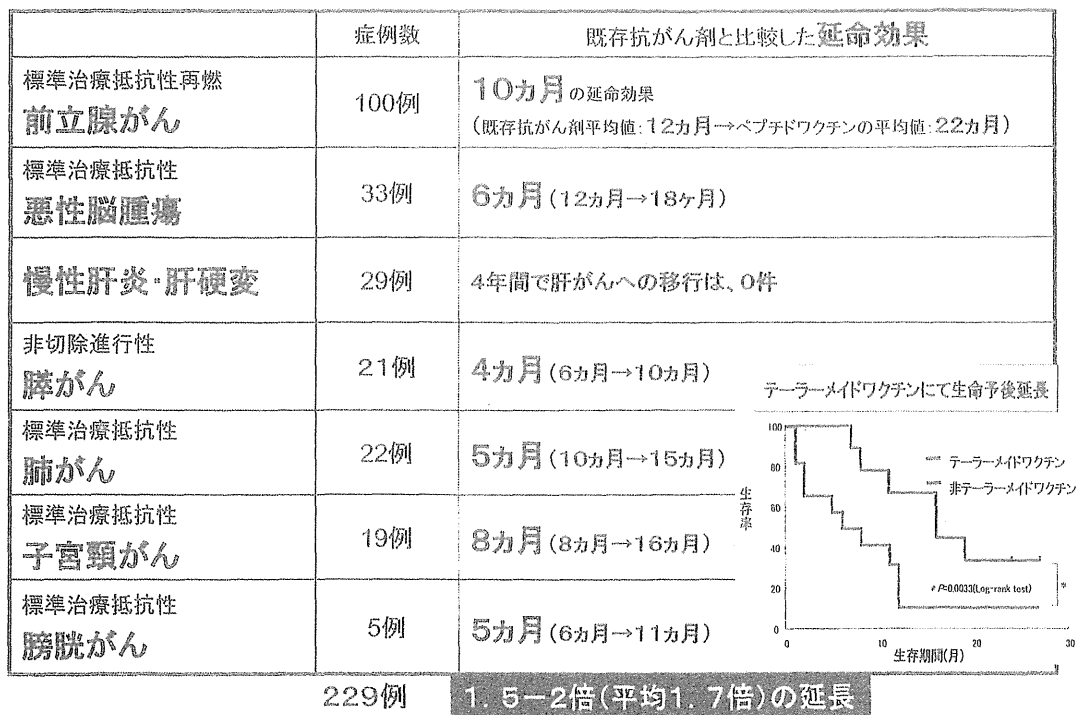 症例数
既存抗がん剤と比較した延命効果
標準治療抵抗性再燃
前立腺がん
100例
10カ月の延命効果
(既存抗がん剤平均値:12カ月→ペプチドワクチンの平均値:22カ月)
標準治療抵抗性
悪性脳腫瘍
33例
6カ月(12カ月→18ヶ月)
慢性肝炎・肝硬変
29例
4年間で肝がんへの移行は、0件
非切除進行性
膵がん
21例
4カ月(6カ月→10カ月)
標準治療抵抗性
肺がん
22例
5カ月(10カ月→15カ月)
標準治療抵抗性
子宮頸がん
19例
8カ月(8カ月→16カ月)
標準治療抵抗性
膀胱がん
5例
5カ月(6カ月→11カ月)
229例
1.5-2倍(平均1.7倍)の延長
テーラーメイドワクチンにて生命予後延長
テーラーメイドワクチン
非テーラーメイドワクチン
生存率
100
80
60
40
20
0
* P=0.0033(Log-rank test)
*
0
10
20
30
生存期間(月)